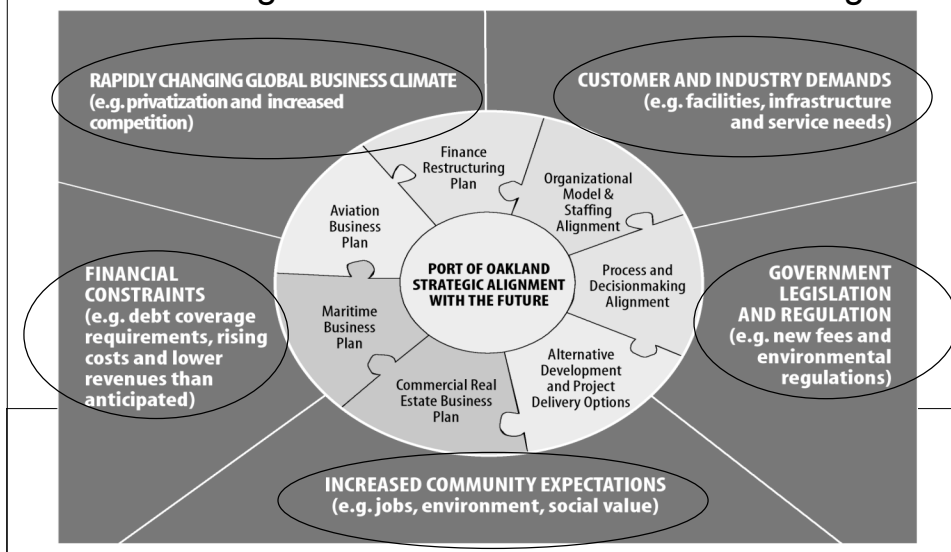 RAPIDLY CHANGING GLOBAL BUSINESS CLIMATE
(e.g. privatization and increased
competition)
CUSTOMER AND INDUSTRY DEMANDS
(e.g. facilities, infrastructure
and service needs)
Finance
Restructuring
Plan
Organizational
Model &
Staffing
Alignment
Aviation
Business
Plan
PORT OF OAKLAND
STRATEGIC ALIGNMENT
WITH THE FUTURE
Process and
Decisionmaking
Alignment
FINANCIAL
CONSTRAINTS
(e.g. debt coverage
requirements, rising
costs and lower
revenues than
anticipated)
GOVERNMENT
LEGISLATION
AND REGULATION
(e.g. new fees and
environmental
regulations)
Maritime
Business
Plan
Commercial Real
Estate Business
Plan
Alternative
Development
and Project
Delivery Options
INCREASED COMMUNITY EXPECTATIONS
(e.g. jobs, environment, social value)